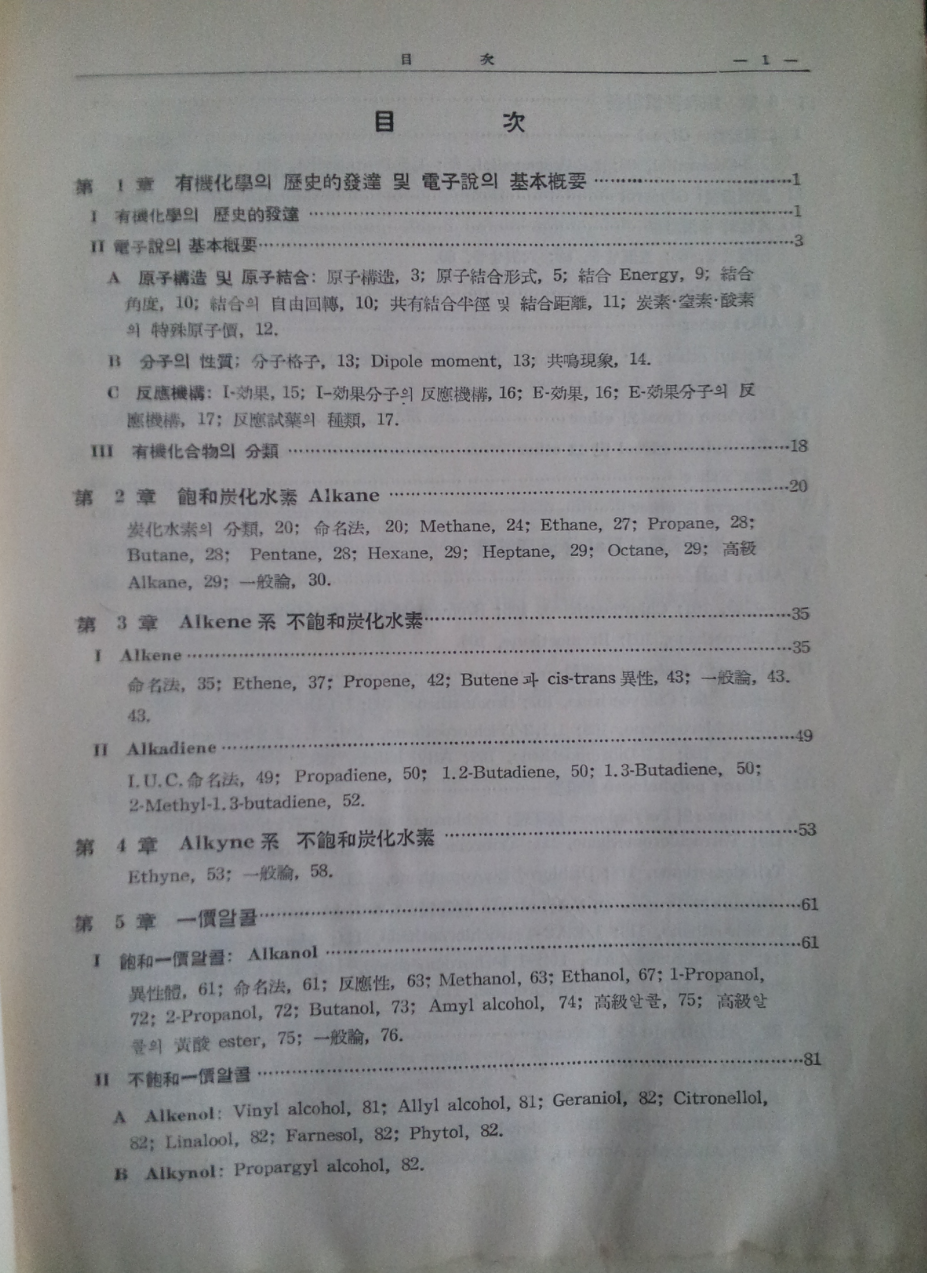 目 次 — 1 —
目 次
第 1 章 有機化學의 歷史的發達 및 電子說의 基本槪要 ……………………………1
I 有機化學의 歷史的發達 ……………………………1
II 電子說의 基本槪要……………………………3
A 原子構造 및 原子結合: 原子構造, 3; 原子結合形式, 5; 結合 Energy, 9; 結合
角度, 10; 結合의 自由回轉, 10; 共有結合半徑 및 結合距離, 11; 炭素·窒素·酸素
의 特殊原子價, 12.
B 分子의 性質: 分子格子, 13; Dipole moment, 13; 共鳴現象, 14.
C 反應機構: I-効果, 15; I-効果分子의 反應機構, 16; E-効果, 16; E-効果分子의 反
應機構, 17; 反應試藥의 種類, 17.
III 有機化合物의 分類 ……………………………18
第 2 章 飽和炭化水素 Alkane ……………………………20
炭化水素의 分類, 20; 命名法, 20; Methane, 24; Ethane, 27; Propane, 28;
Butane, 28; Pentane, 28; Hexane, 29; Heptane, 29; Octane, 29; 高級
Alkane, 29; 一般論, 30.
第 3 章 Alkene 系 不飽和炭化水素……………………………35
I Alkene ……………………………35
命名法, 35; Ethene, 37; Propene, 42; Butene 과 cis-trans 異性, 43; 一般論, 43.
43.
II Alkadiene ……………………………49
I. U. C. 命名法, 49; Propadiene, 50; 1.2-Butadiene, 50; 1.3-Butadiene, 50;
2-Methyl-1.3-butadiene, 52.
第 4 章 Alkyne 系 不飽和炭化水素 ……………………………53
Ethyne, 53; 一般論, 58.
第 5 章 一價알콜……………………………61
I 飽和一價알콜: Alkanol ……………………………61
異性體, 61; 命名法, 61; 反應性, 63; Methanol, 63; Ethanol, 67; 1-Propanol,
72; 2-Propanol, 72; Butanol, 73; Amyl alcohol, 74; 高級알콜, 75; 高級알
콜의 黃酸 ester, 75; 一般論, 76.
II 不飽和一價알콜 ……………………………81
A Alkenol: Vinyl alcohol, 81; Allyl alcohol, 81; Geraniol, 82; Citronellol,
82; Linalool, 82; Farnesol, 82; Phytol, 82.
B Alkynol: Propargyl alcohol, 82.